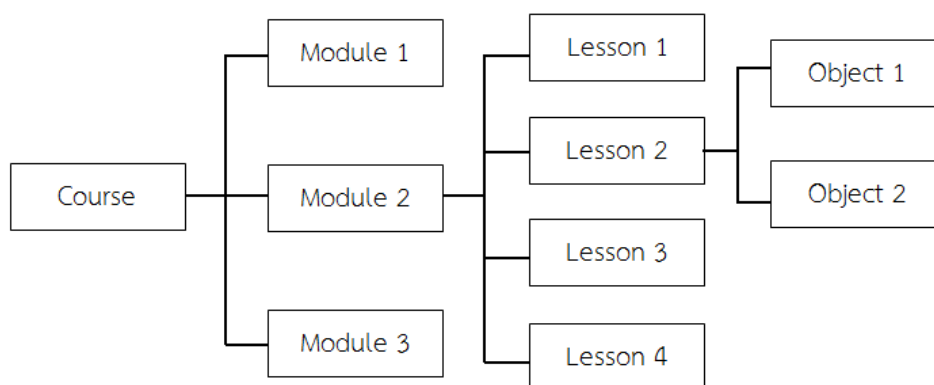 Course
Module 1
Module 2
Module 3
Lesson 1
Lesson 2
Lesson 3
Lesson 4
Object 1
Object 2